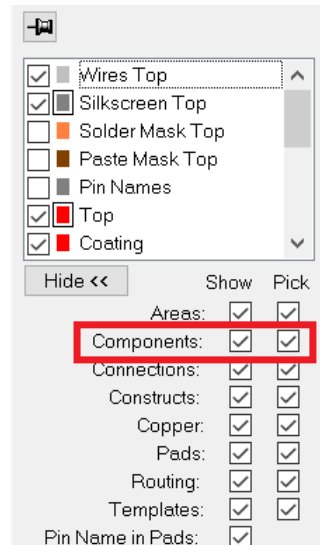 Wires Top
Silkscreen Top
Solder Mask Top
Paste Mask Top
Pin Names
Top
Coating
Hide << Show Pick
Areas:
Components:
Connections:
Constructs:
Copper:
Pads:
Routing:
Templates:
Pin Name in Pads: